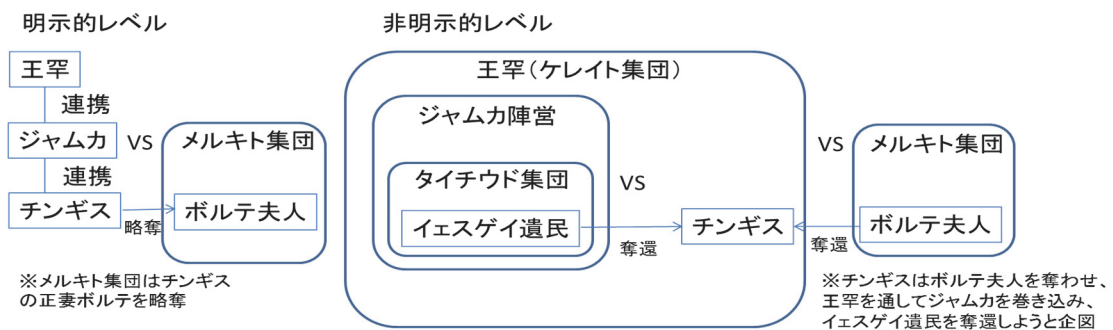 明示的レベル
王罕
連携
ジャムカ
VS
メルキト集団
連携
チンギス
略奪
ボルテ夫人
※メルキト集団はチンギス
の正妻ボルテを略奪
非明示的レベル
王罕(ケレイト集団)
ジャムカ陣営
タイチウド集団
イェスゲイ遺民
VS
奪還
チンギス
VS
メルキト集団
ボルテ夫人
奪還
※チンギスはボルテ夫人を奪わせ、
王罕を通してジャムカを巻き込み、
イェスゲイ遺民を奪還しようと企図